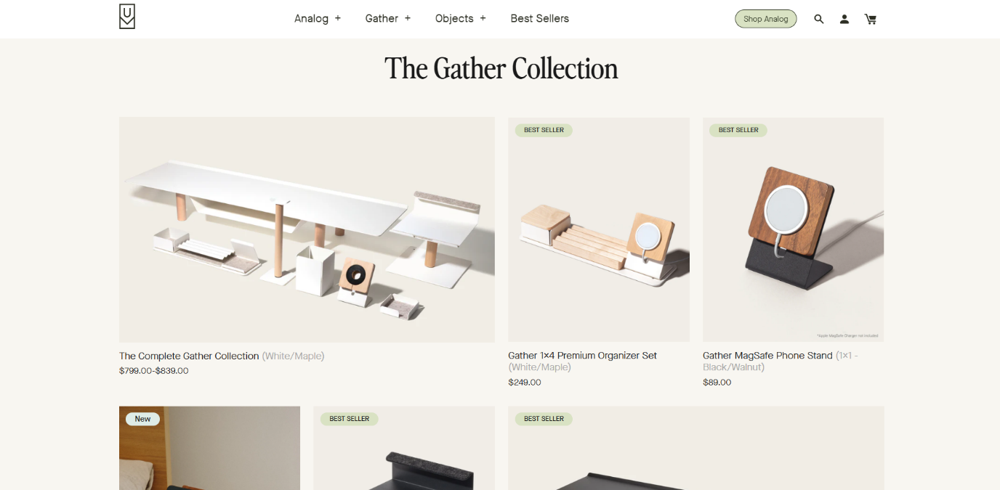 Analog + Gather + Objects + Best Sellers Shop Analog
The Gather Collection
BEST SELLER
BEST SELLER
*Apple MagSafe Charger not included
The Complete Gather Collection (White/Maple)
$799.00-$839.00
Gather 1×4 Premium Organizer Set
(White/Maple)
$249.00
Gather MagSafe Phone Stand (1×1 -
Black/Walnut)
$89.00
New
BEST SELLER
BEST SELLER